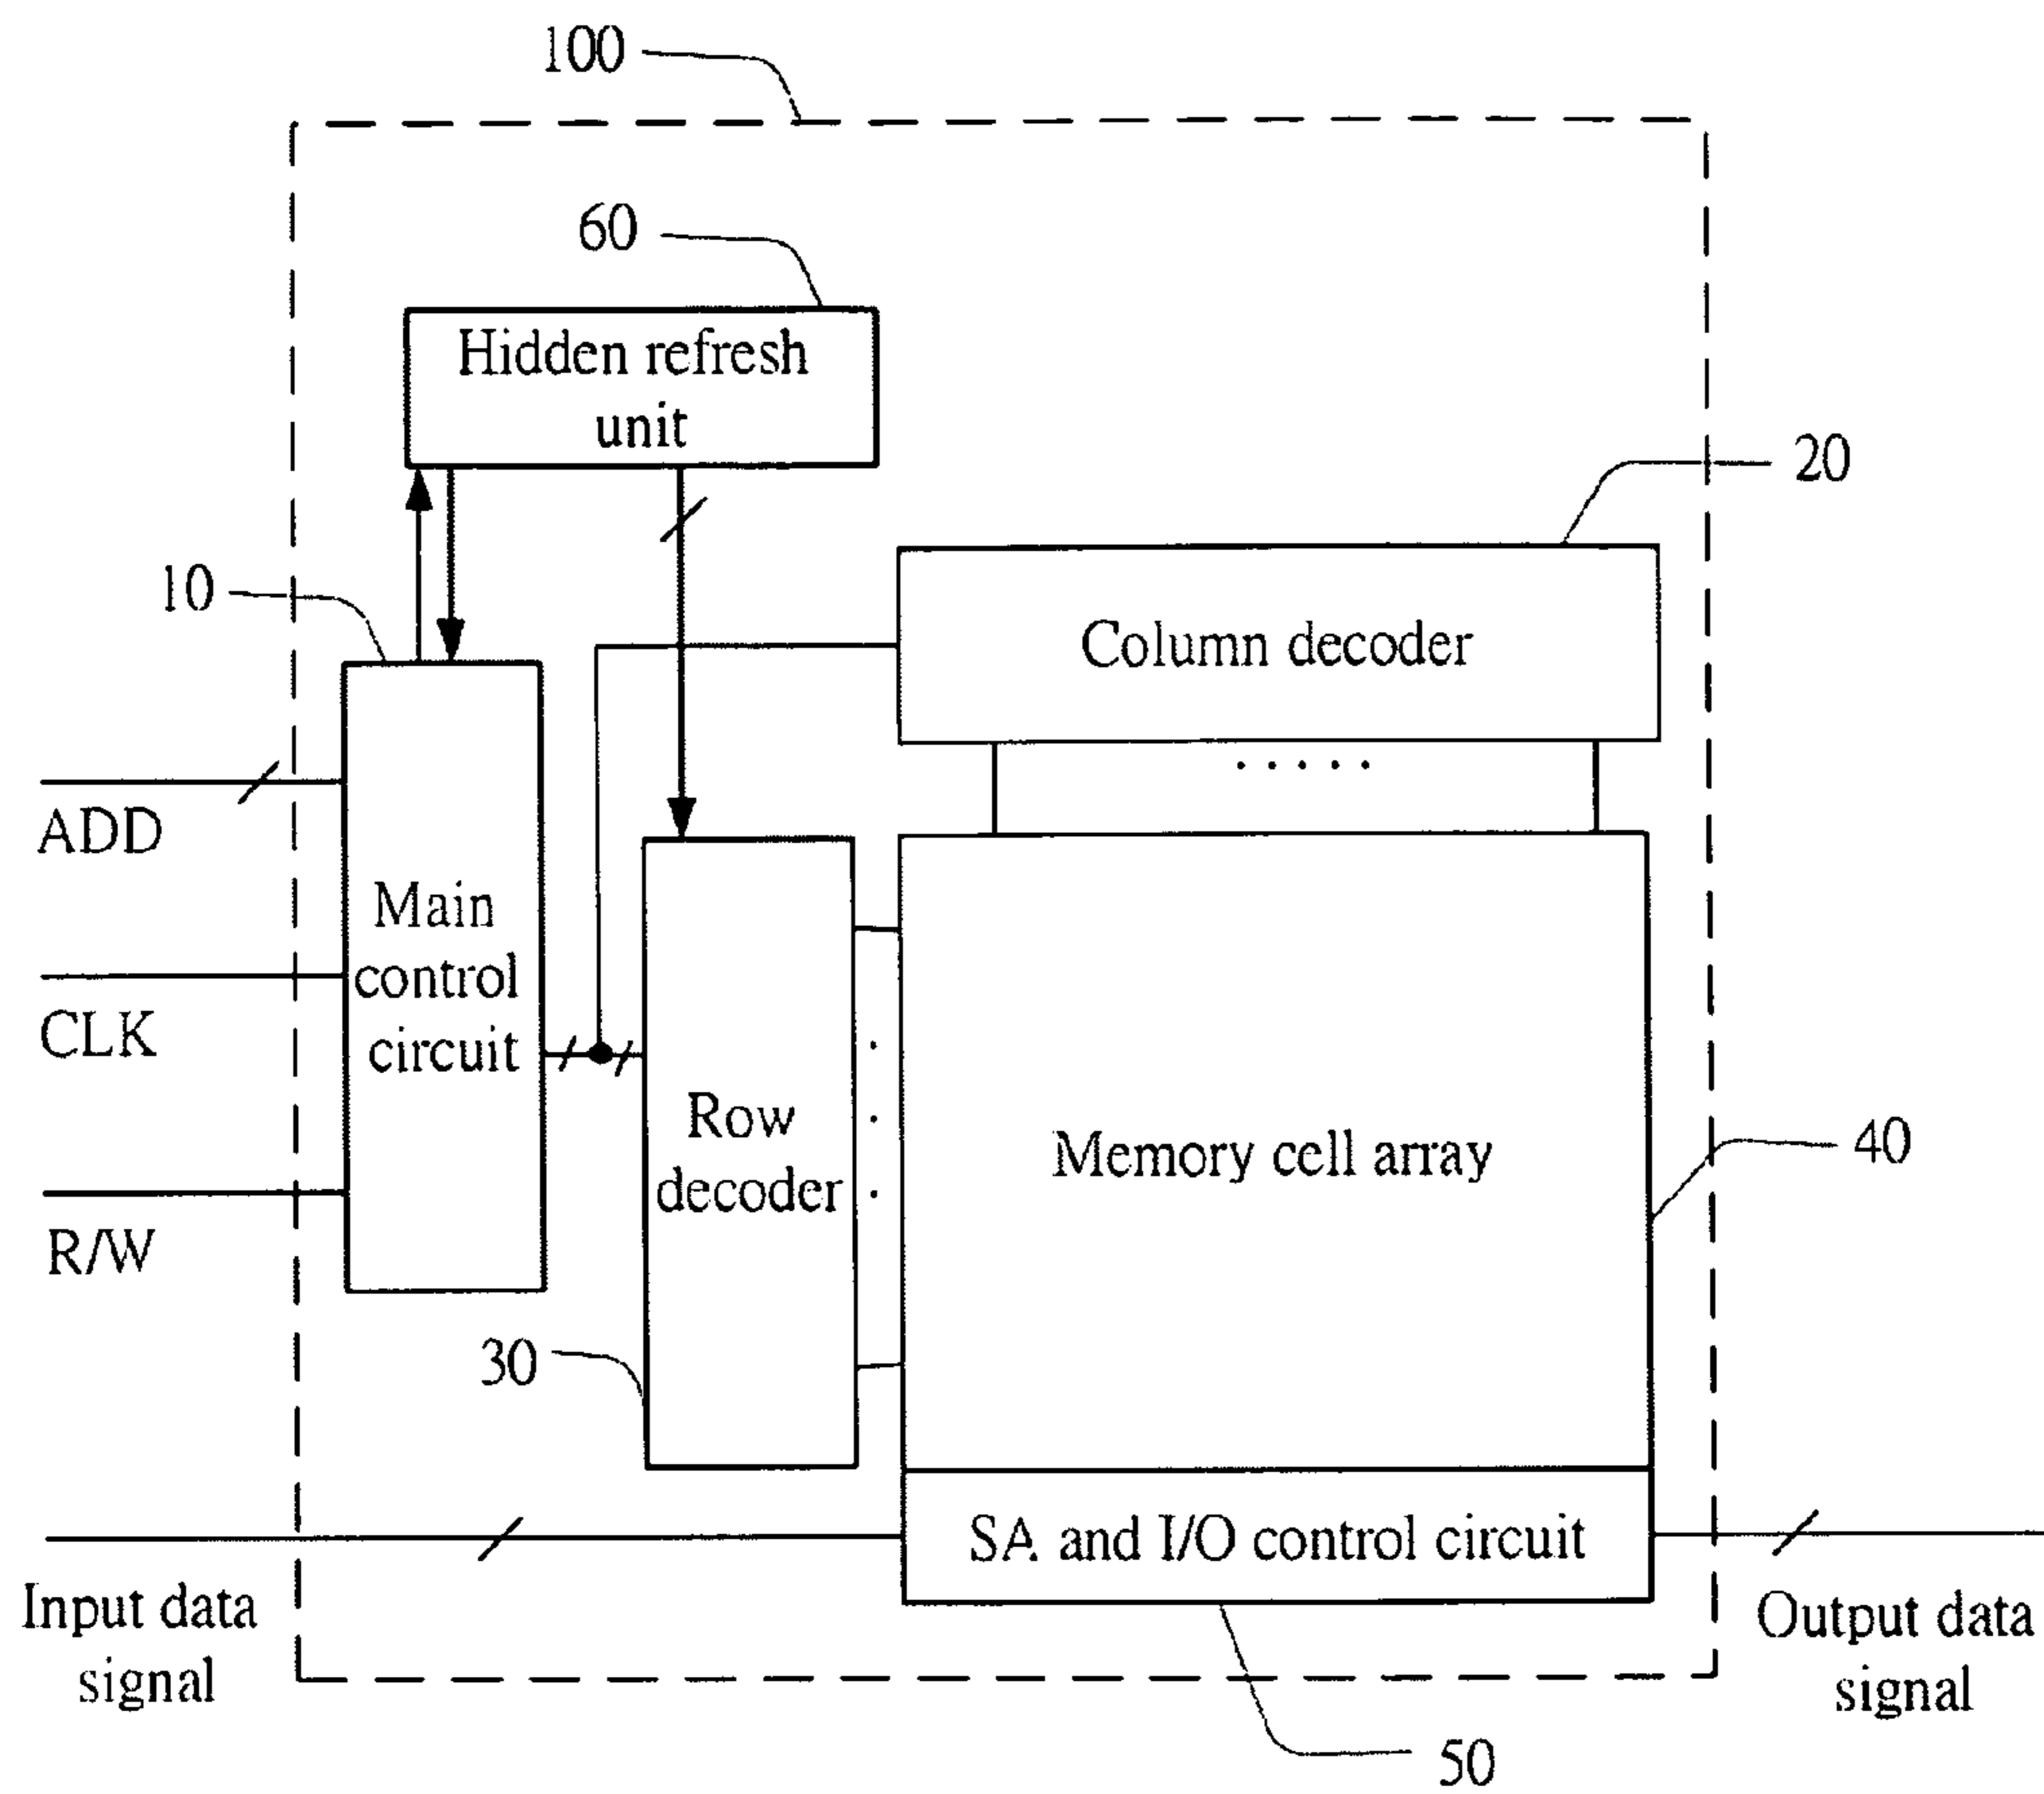 100
60
Hidden refresh
unit
20
10
Column decoder
ADD
Main
control
circuit
CLK
Row
decoder
Memory cell array
40
R/W
30
SA and I/O control circuit
Input data
signal
Output data
signal
50